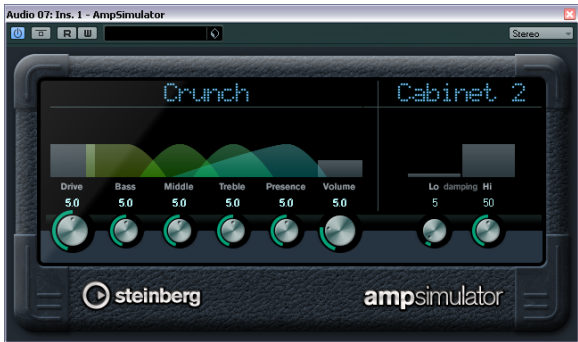 Audio 07: Ins. 1 - AmpSimulator
R W Stereo
Crunch Cabinet 2
Drive Bass Middle Treble Presence Volume Lo damping Hi
5.0 5.0 5.0 5.0 5.0 5.0 5 50
steinberg ampsimulator